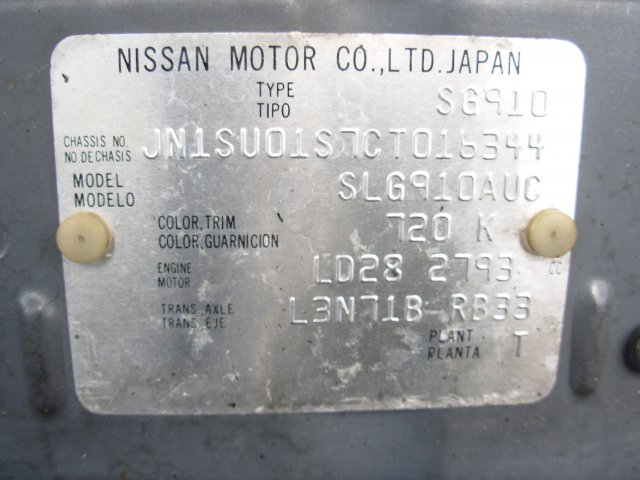 NISSAN MOTOR CO.,LTD.JAPAN
TYPE
TIPO SG910
CHASSIS NO.
NO DE CHASIS JN1SU01S7CT016344
MODEL
MODELO SLG910AUC
COLOR,TRIM
COLOR,GUARNICION 720 K
ENGINE
MOTOR LD28 2793 CC
TRANS. AXLE
TRANS. EJE L3N71B RB33
PLANT
PLANTA T